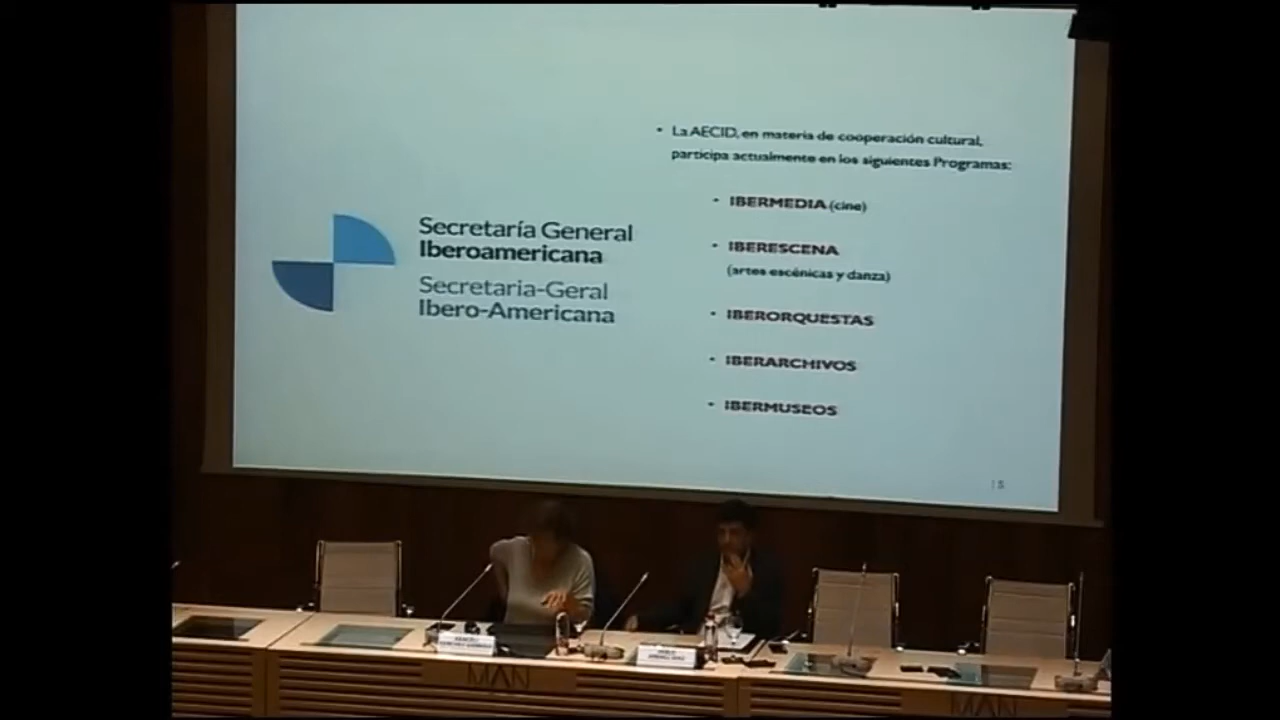 • La AECID, en materia de cooperación cultural,
participa actualmente en los siguientes Programas:
• IBERMEDIA (cine)
• IBERESCENA
(artes escénicas y danza)
• IBERORQUESTAS
• IBERARCHIVOS
• IBERMUSEOS
Secretaría General
Iberoamericana
Secretaria-Geral
Ibero-Americana
MAN
MAN